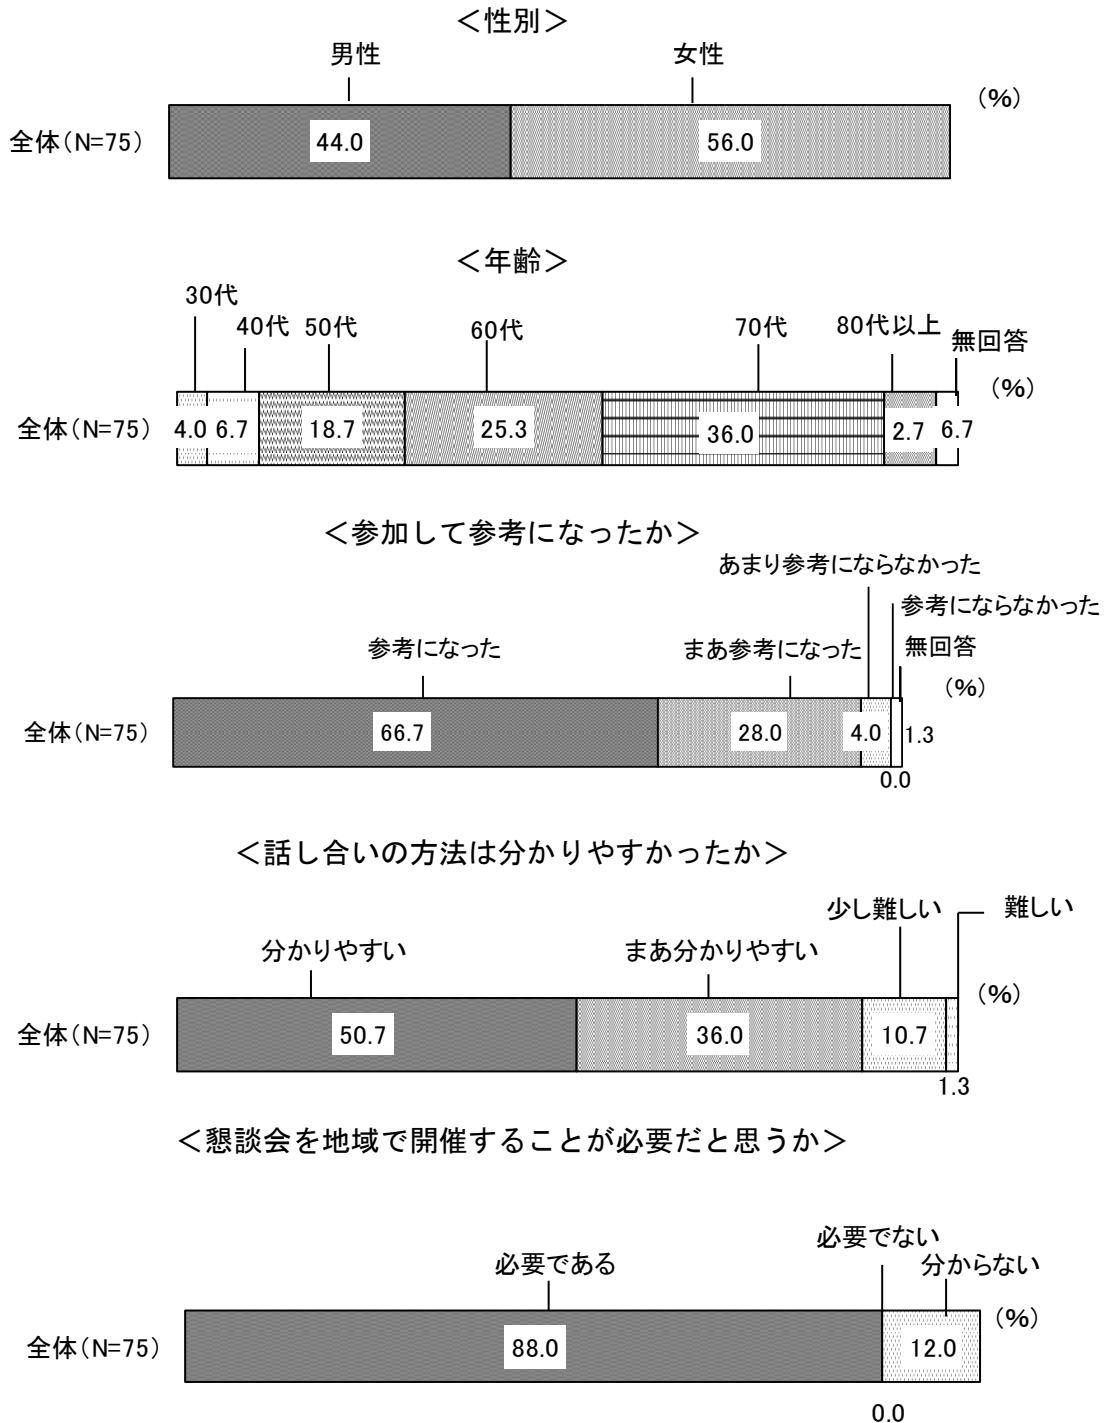 ＜性別＞
男性 女性
(%)
全体(N=75) 44.0 56.0
＜年齢＞
30代
40代 50代 60代 70代 80代以上 無回答
(%)
全体(N=75) 4.0 6.7 18.7 25.3 36.0 2.7 6.7
＜参加して参考になったか＞
あまり参考にならなかった
参考にならなかった
参考になった まあ参考になった 無回答
(%)
全体(N=75) 66.7 28.0 4.0 1.3
0.0
＜話し合いの方法は分かりやすかったか＞
少し難しい 難しい
分かりやすい まあ分かりやすい
(%)
全体(N=75) 50.7 36.0 10.7
1.3
＜懇談会を地域で開催することが必要だと思うか＞
必要でない
必要である 分からない
(%)
全体(N=75) 88.0 12.0
0.0